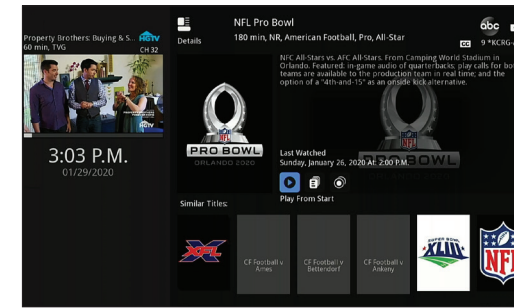 Property Brothers: Buying & S...
HGTV
60 min, TVG
CH 32
HGTV
3:03 P.M.
01/29/2020
Details
NFL Pro Bowl
180 min, NR, American Football, Pro, All-Star
abc
CC
9 *KCRG-
NFC All-Stars vs. AFC All-Stars. From Camping World Stadium in
Orlando. Featured: in-game audio of quarterbacks; play calls for bo
teams are available to the production team in real time; and the
option of a "4th-and-15" as an onside kick alternative.
NFL
PRO BOWL
ORLANDO 2020
NFL
PRO BOWL
Last Watched
Sunday, January 26, 2020 At: 2:00 P.M.
Play From Start
Similar Titles:
XFL
CF Football v
Ames
CF Football v
Bettendorf
CF Football v
Ankeny
SUPER BOWL
XLIII
NFL